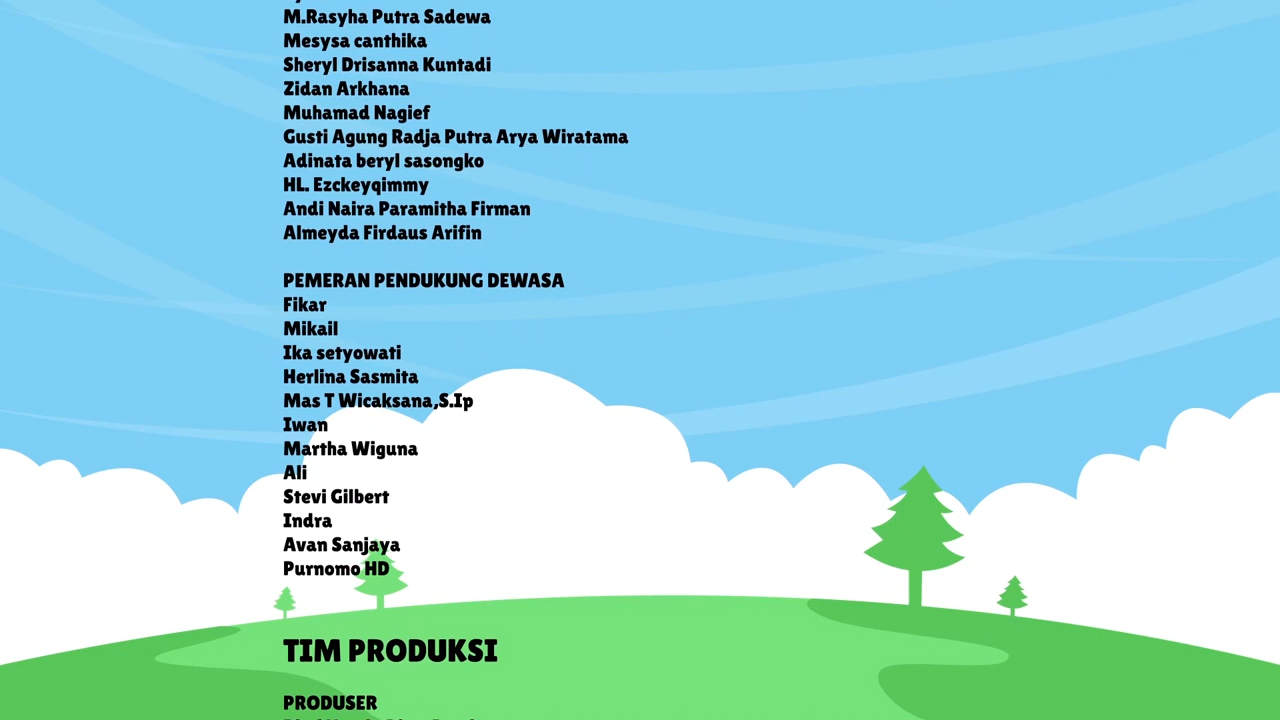 M.Rasyha Putra Sadewa
Mesysa canthika
Sheryl Drisanna Kuntadi
Zidan Arkhana
Muhamad Nagief
Gusti Agung Radja Putra Arya Wiratama
Adinata beryl sasongko
HL. Ezckeyqimmy
Andi Naira Paramitha Firman
Almeyda Firdaus Arifin
PEMERAN PENDUKUNG DEWASA
Fikar
Mikail
Ika setyowati
Herlina Sasmita
Mas T Wicaksana,S.Ip
Iwan
Martha Wiguna
Ali
Stevi Gilbert
Indra
Avan Sanjaya
Purnomo HD
TIM PRODUKSI
PRODUSER